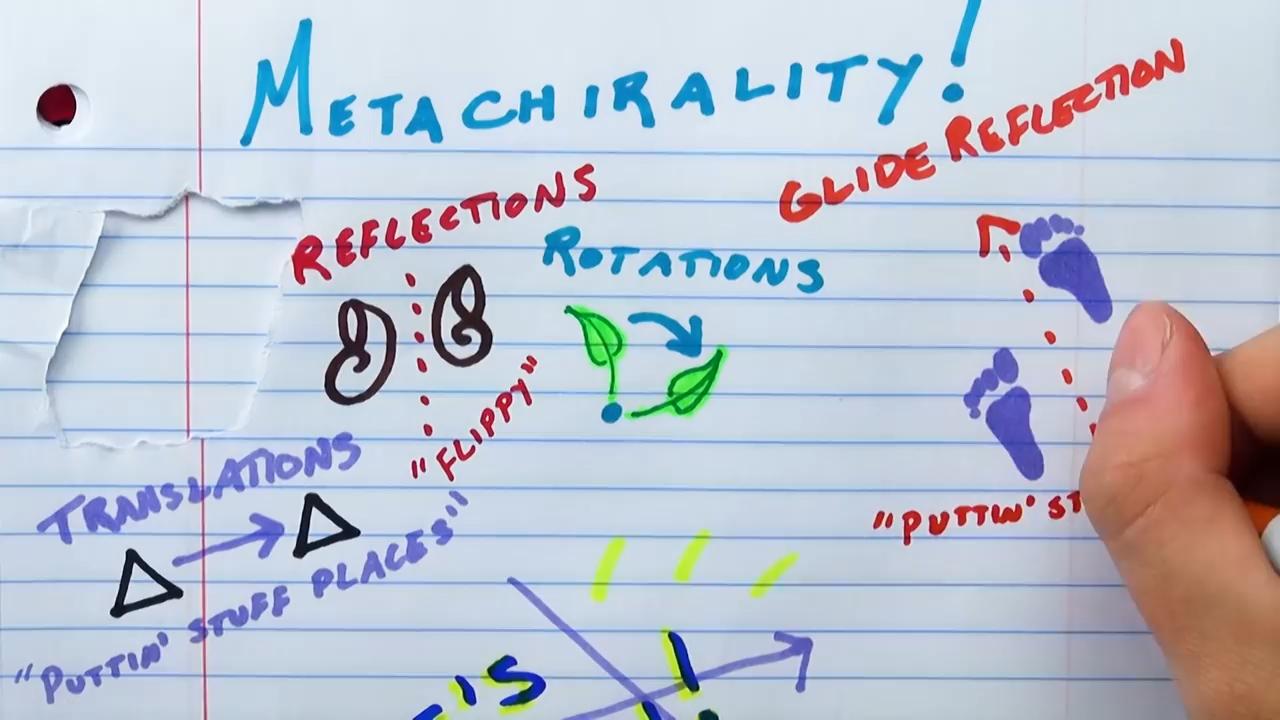 METACHIRALITY!
GLIDE REFLECTION
REFLECTIONS
ROTATIONS
"FLIPPY"
TRANSLATIONS
"PUTTIN' STUFF PLACES"
"PUTTIN' ST
'S